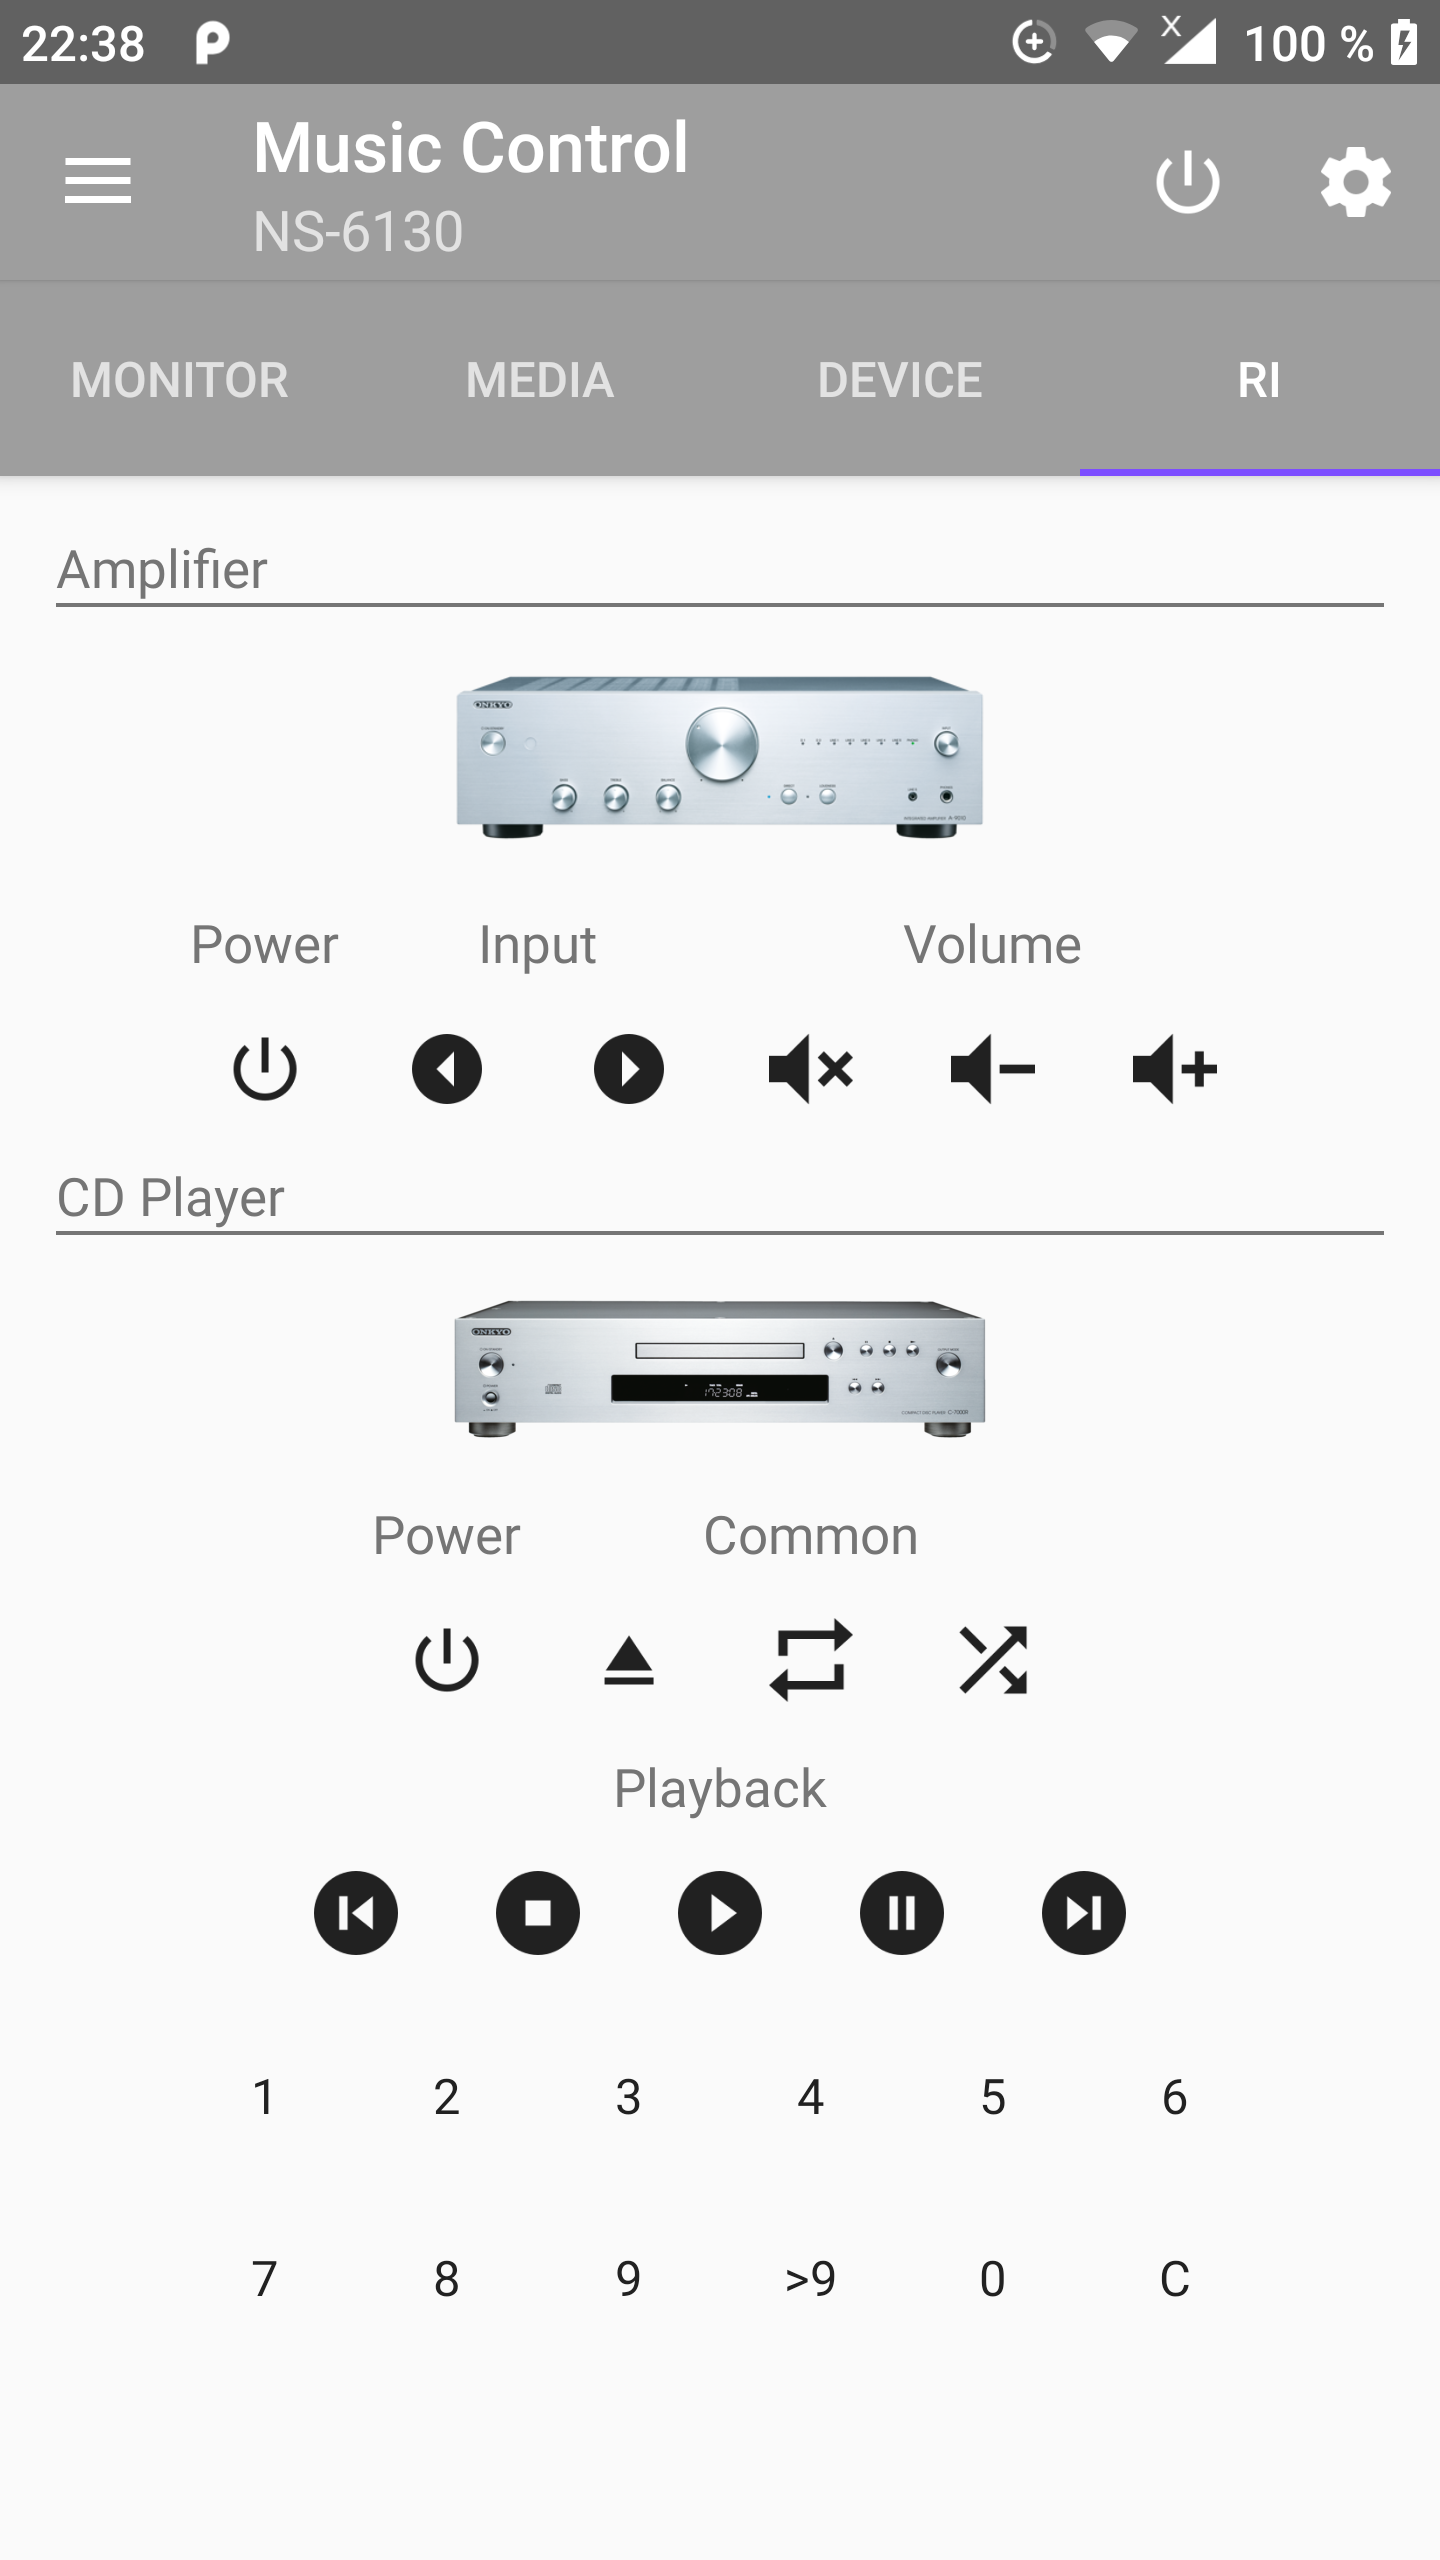 22:38
100 %
Music Control
NS-6130
MONITOR MEDIA DEVICE RI
Amplifier
ONKYO
Power Input Volume
CD Player
ONKYO
Power Common
Playback
1 2 3 4 5 6
7 8 9 >9 0 C